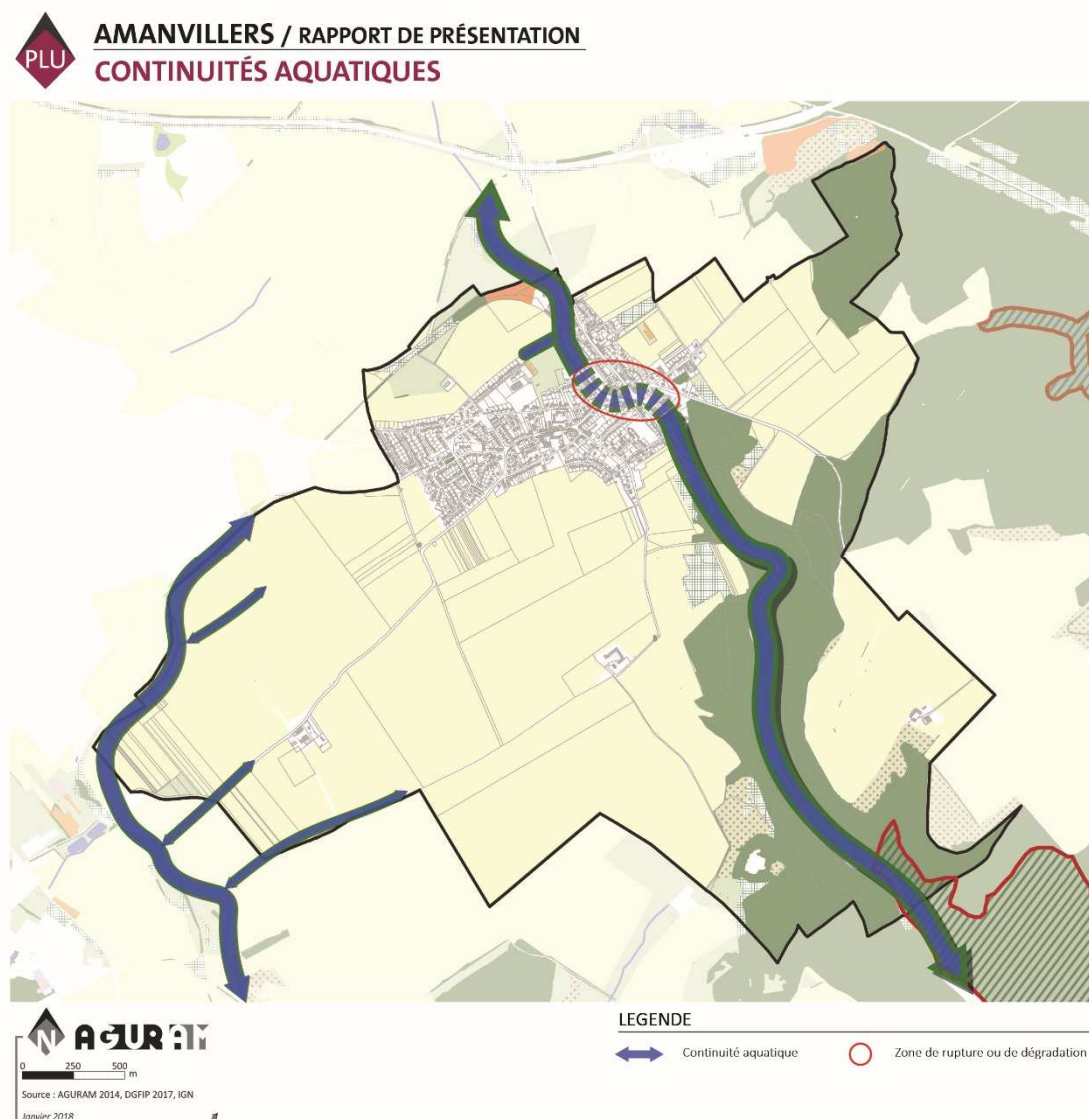 PLU
AMANVILLERS / RAPPORT DE PRÉSENTATION
CONTINUITÉS AQUATIQUES
N AGURAM
0 250 500 m
Source : AGURAM 2014, DGFIP 2017, IGN
Janvier 2018
LEGENDE
Continuité aquatique
Zone de rupture ou de dégradation